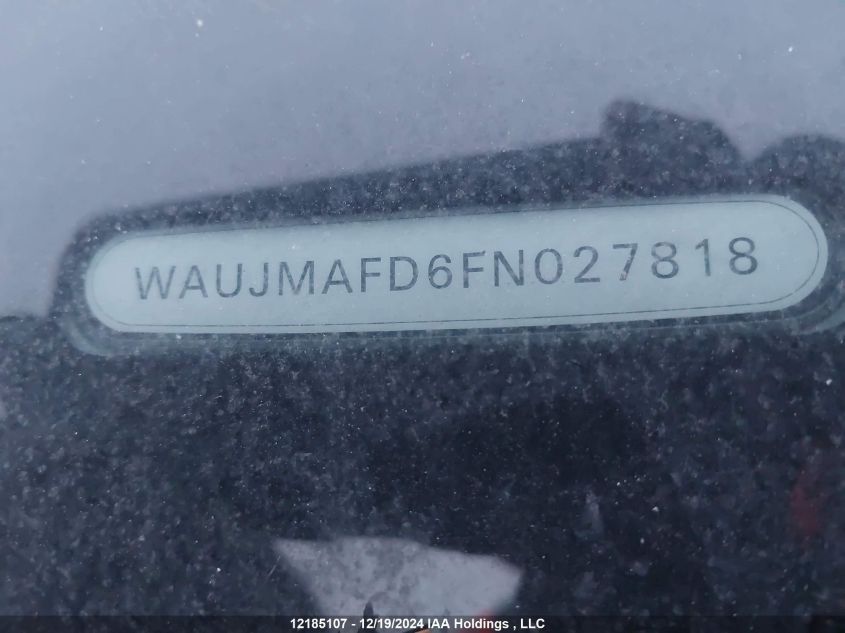 WAUJMAFD6FN027818
12185107 - 12/19/2024 IAA Holdings , LLC